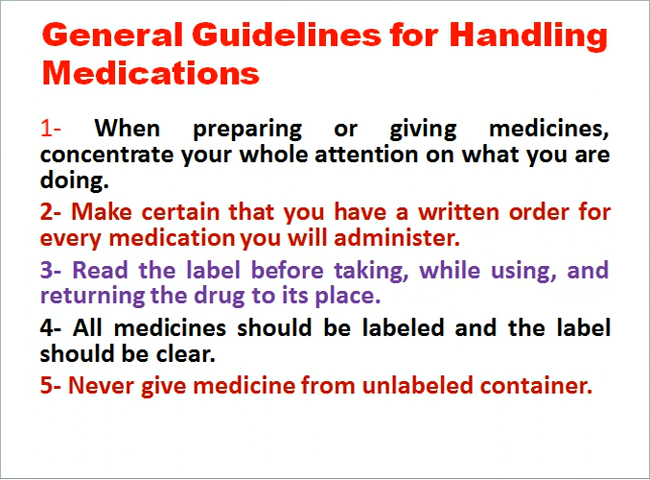 General Guidelines for Handling
Medications
1- When preparing or giving medicines,
concentrate your whole attention on what you are
doing.
2- Make certain that you have a written order for
every medication you will administer.
3- Read the label before taking, while using, and
returning the drug to its place.
4- All medicines should be labeled and the label
should be clear.
5- Never give medicine from unlabeled container.